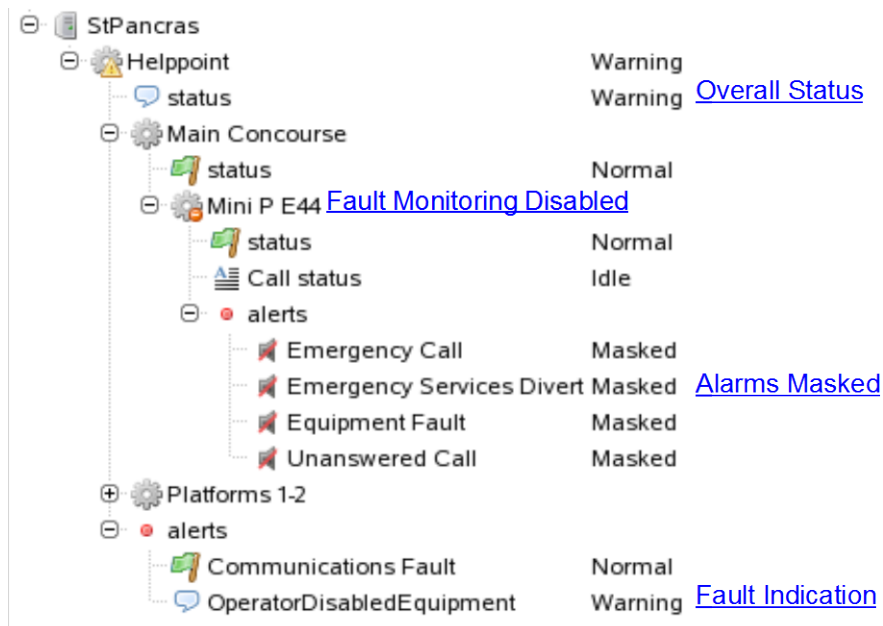 StPancras
Helppoint Warning
status Warning Overall Status
Main Concourse
status Normal
Mini P E44 Fault Monitoring Disabled
status Normal
Call status Idle
alerts
Emergency Call Masked
Emergency Services Divert Masked Alarms Masked
Equipment Fault Masked
Unanswered Call Masked
Platforms 1-2
alerts
Communications Fault Normal
OperatorDisabledEquipment Warning Fault Indication